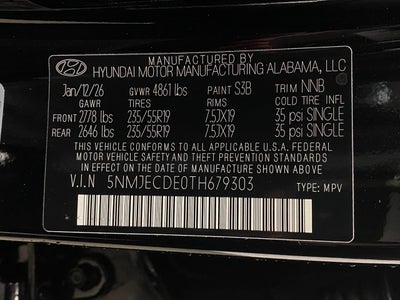 MANUFACTURED BY
HYUNDAI MOTOR MANUFACTURING ALABAMA, LLC
Jan/12/26 GVWR 4861 lbs PAINT S3B TRIM NNB
GAWR TIRES RIMS COLD TIRE INFL
FRONT 2778 lbs 235/55R19 7.5JX19 35 psi SINGLE
REAR 2646 lbs 235/55R19 7.5JX19 35 psi SINGLE
THIS VEHICLE CONFORMS TO ALL APPLICABLE U.S.A. FEDERAL
MOTOR VEHICLE SAFETY, BUMPER AND THEFT PREVENTION STANDARDS
IN EFFECT ON THE DATE OF MANUFACTURE SHOWN ABOVE.
V.I.N 5NMJECDE0TH679303 TYPE: MPV